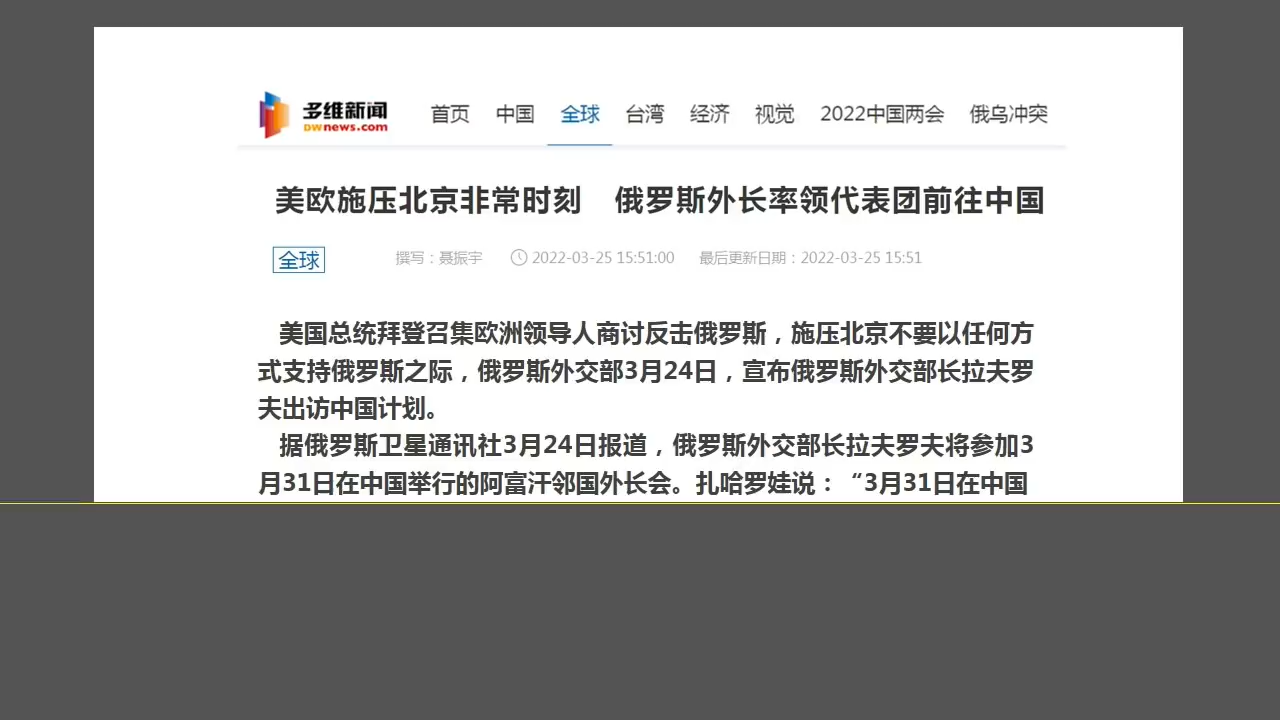 多维新闻
DWnews.com
首页 中国 全球 台湾 经济 视觉 2022中国两会 俄乌冲突
美欧施压北京非常时刻 俄罗斯外长率领代表团前往中国
全球 撰写：聂振宇 2022-03-25 15:51:00 最后更新日期：2022-03-25 15:51
美国总统拜登召集欧洲领导人商讨反击俄罗斯，施压北京不要以任何方
式支持俄罗斯之际，俄罗斯外交部3月24日，宣布俄罗斯外交部长拉夫罗
夫出访中国计划。
据俄罗斯卫星通讯社3月24日报道，俄罗斯外交部长拉夫罗夫将参加3
月31日在中国举行的阿富汗邻国外长会。扎哈罗娃说：“3月31日在中国